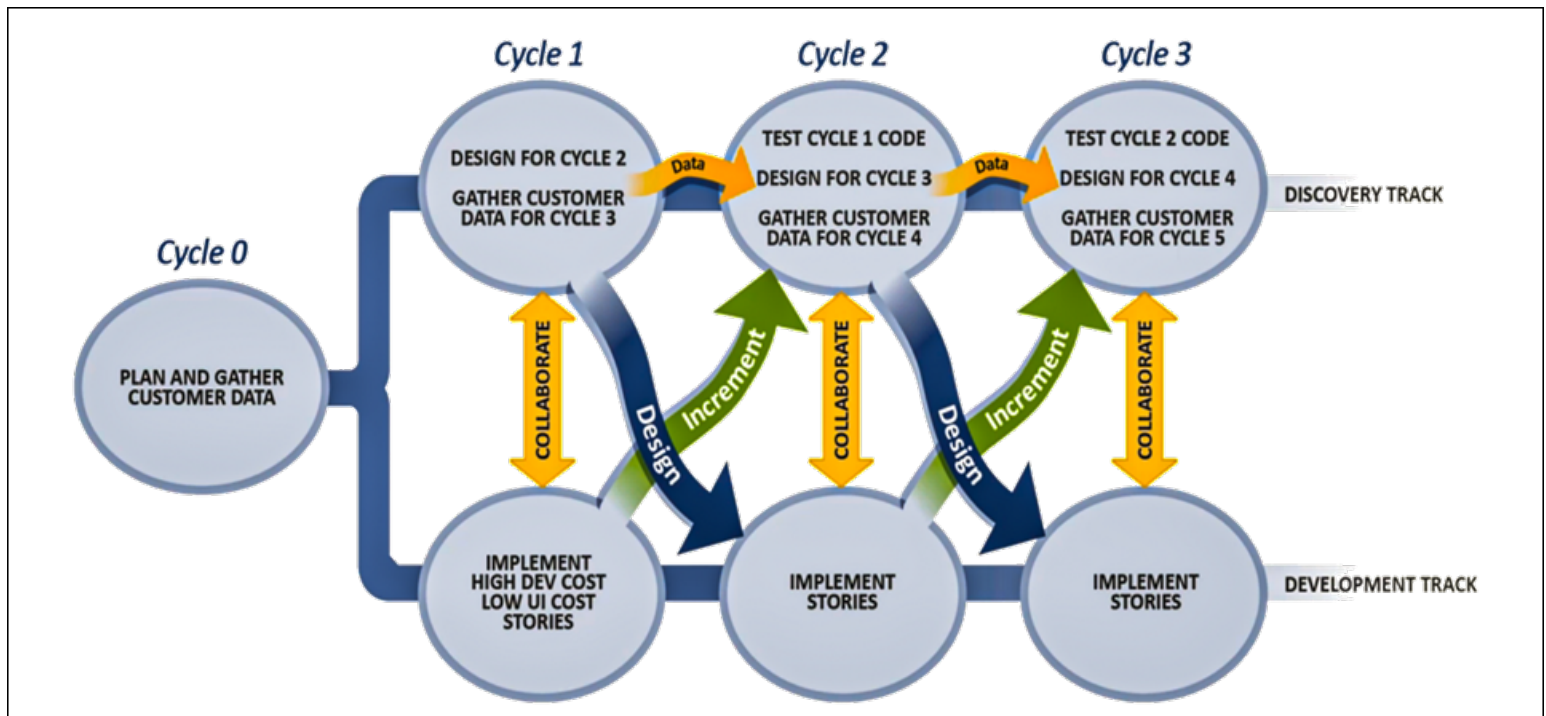 Cycle 1
Cycle 2
Cycle 3
DESIGN FOR CYCLE 2
GATHER CUSTOMER
DATA FOR CYCLE 3
Data
TEST CYCLE 1 CODE
DESIGN FOR CYCLE 3
GATHER CUSTOMER
DATA FOR CYCLE 4
Data
TEST CYCLE 2 CODE
DESIGN FOR CYCLE 4
GATHER CUSTOMER
DATA FOR CYCLE 5
DISCOVERY TRACK
Cycle 0
PLAN AND GATHER
CUSTOMER DATA
COLLABORATE
Design
Increment
COLLABORATE
Design
Increment
COLLABORATE
IMPLEMENT
HIGH DEV COST
LOW UI COST
STORIES
IMPLEMENT
STORIES
IMPLEMENT
STORIES
DEVELOPMENT TRACK